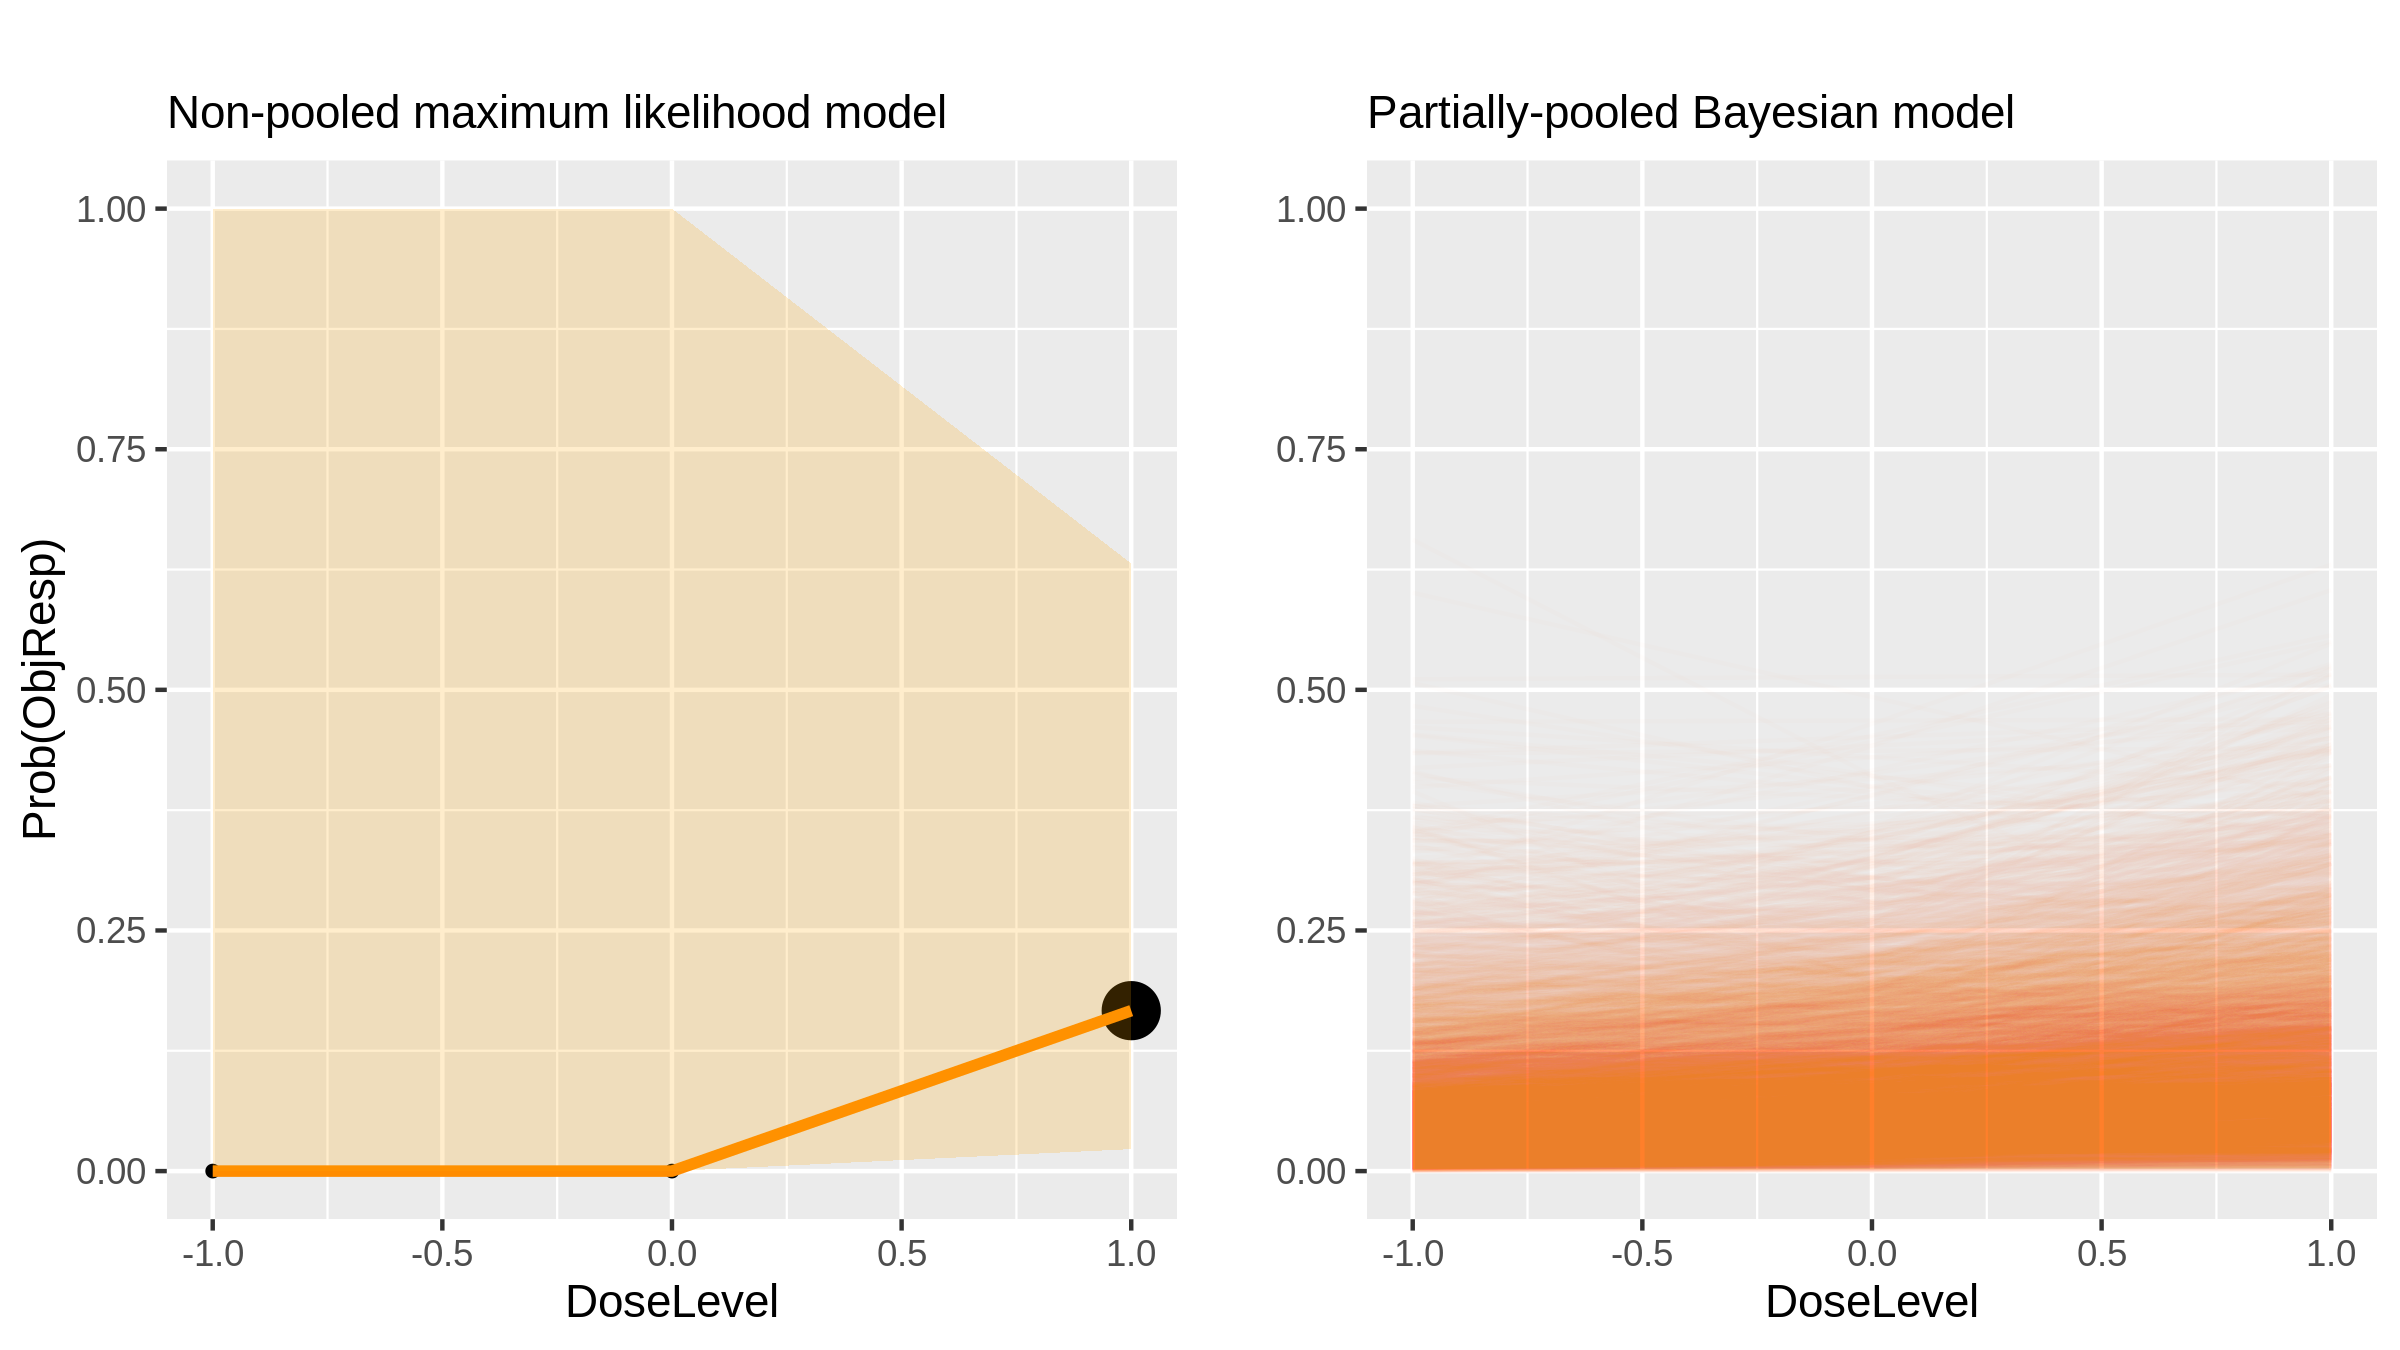 Non-pooled maximum likelihood model
Prob(ObjResp)
1.00
0.75
0.50
0.25
0.00
-1.0 -0.5 0.0 0.5 1.0
DoseLevel
Partially-pooled Bayesian model
1.00
0.75
0.50
0.25
0.00
-1.0 -0.5 0.0 0.5 1.0
DoseLevel